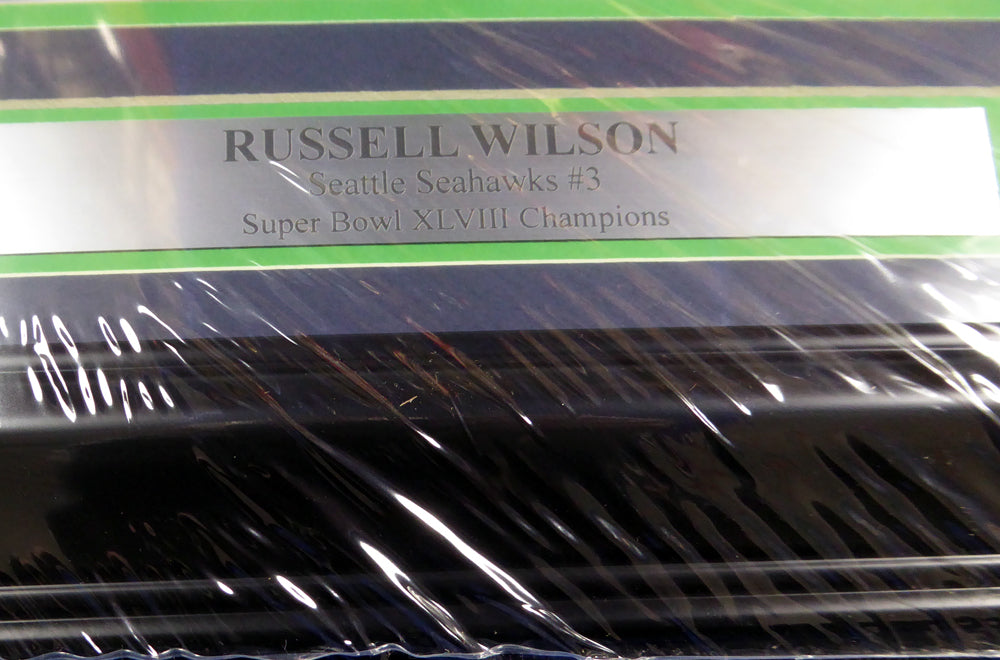 RUSSELL WILSON
Seattle Seahawks #3
Super Bowl XLVIII Champions